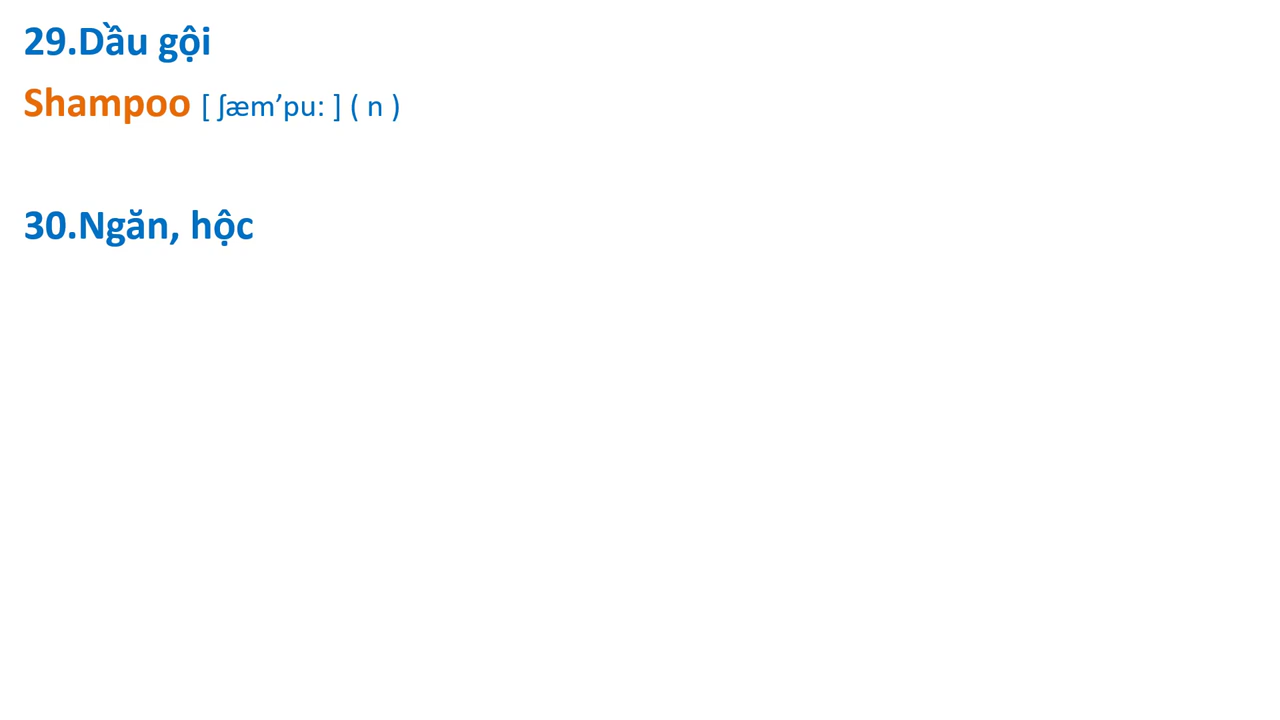 29.Dầu gội
Shampoo [ ʃæm’pu: ] ( n )
30.Ngăn, hộc